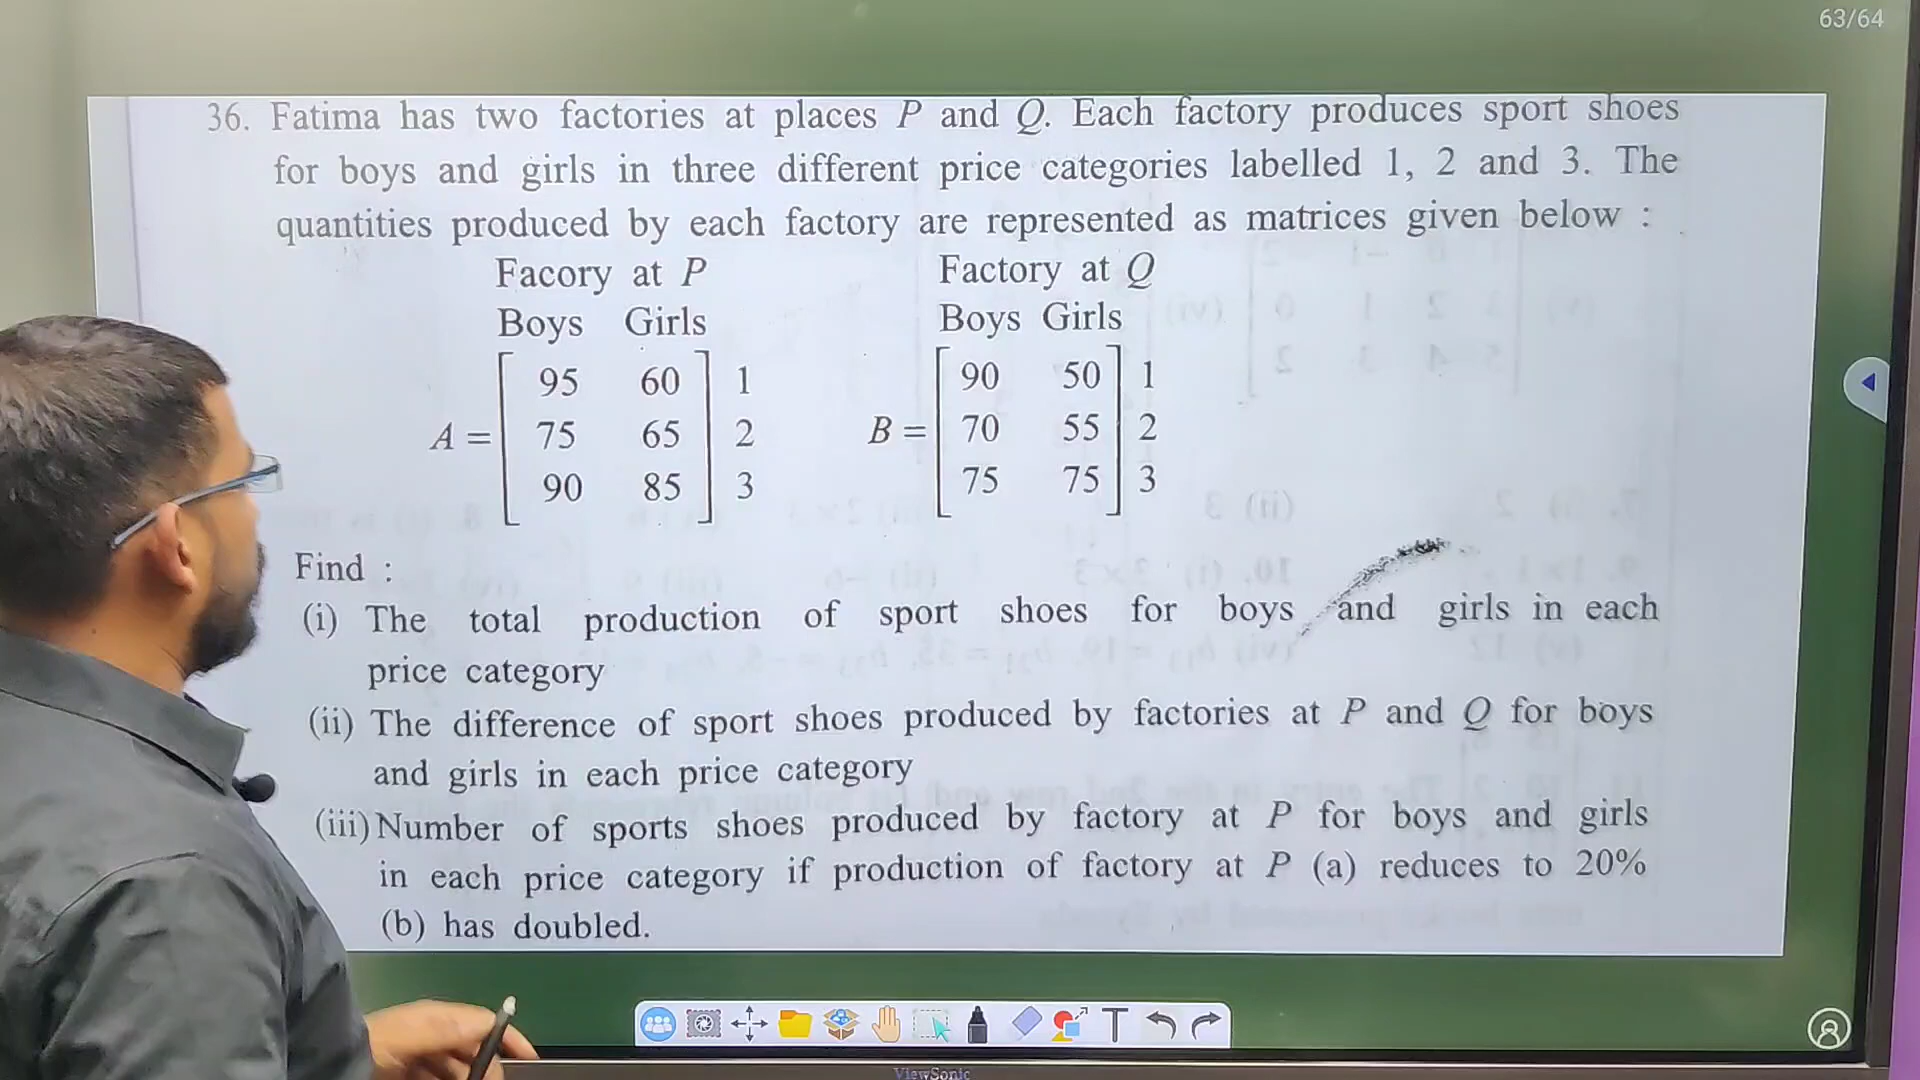 63/64
36. Fatima has two factories at places P and Q. Each factory produces sport shoes
for boys and girls in three different price categories labelled 1, 2 and 3. The
quantities produced by each factory are represented as matrices given below :
Facory at P Factory at Q
Boys Girls Boys Girls
95 60 1 90 50 1
A = 75 65 2 B = 70 55 2
90 85 3 75 75 3
Find :
(i) The total production of sport shoes for boys and girls in each
price category
(ii) The difference of sport shoes produced by factories at P and Q for boys
and girls in each price category
(iii) Number of sports shoes produced by factory at P for boys and girls
in each price category if production of factory at P (a) reduces to 20%
(b) has doubled.
ViewSonic